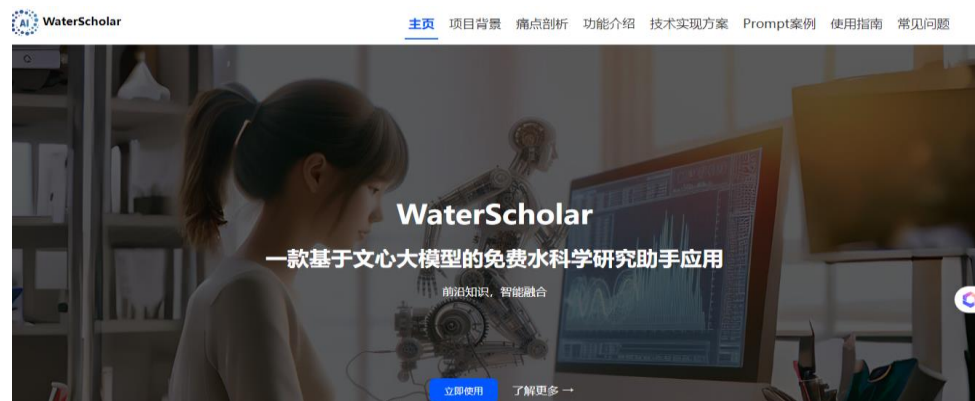 AI WaterScholar
主页 项目背景 痛点剖析 功能介绍 技术实现方案 Prompt案例 使用指南 常见问题
WaterScholar
一款基于文心大模型的免费水科学研究助手应用
前沿知识，智能融合
立即使用 了解更多 →